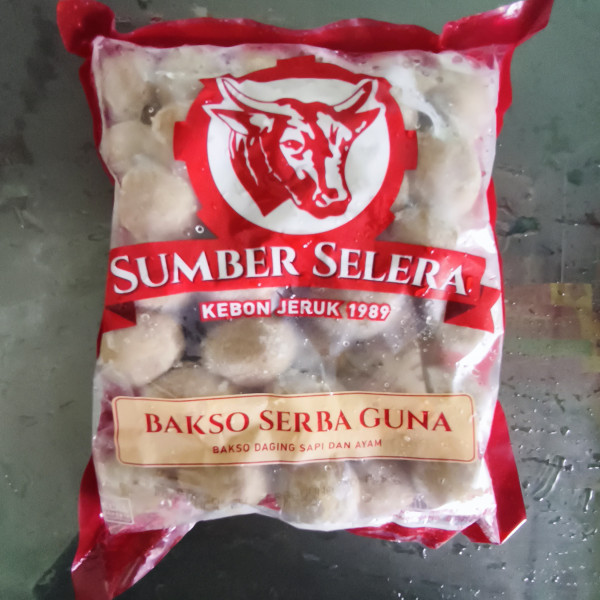 SUMBER SELERA
KEBON JERUK 1989
BAKSO SERBA GUNA
BAKSO DAGING SAPI DAN AYAM